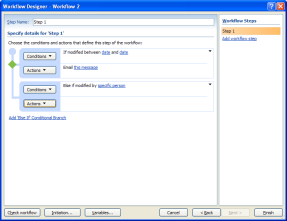 Workflow Designer - Workflow 2
Step Name: Step 1
Workflow Steps
Specify details for 'Step 1'
Step 1
Choose the conditions and actions that define this step of the workflow:
Add workflow step
Conditions
If modified between date and date
Actions
Email this message
Conditions
Else if modified by specific person
Actions
Add 'Else If' Conditional Branch
Check workflow
Initiation...
Variables...
Cancel
< Back
Next >
Finish